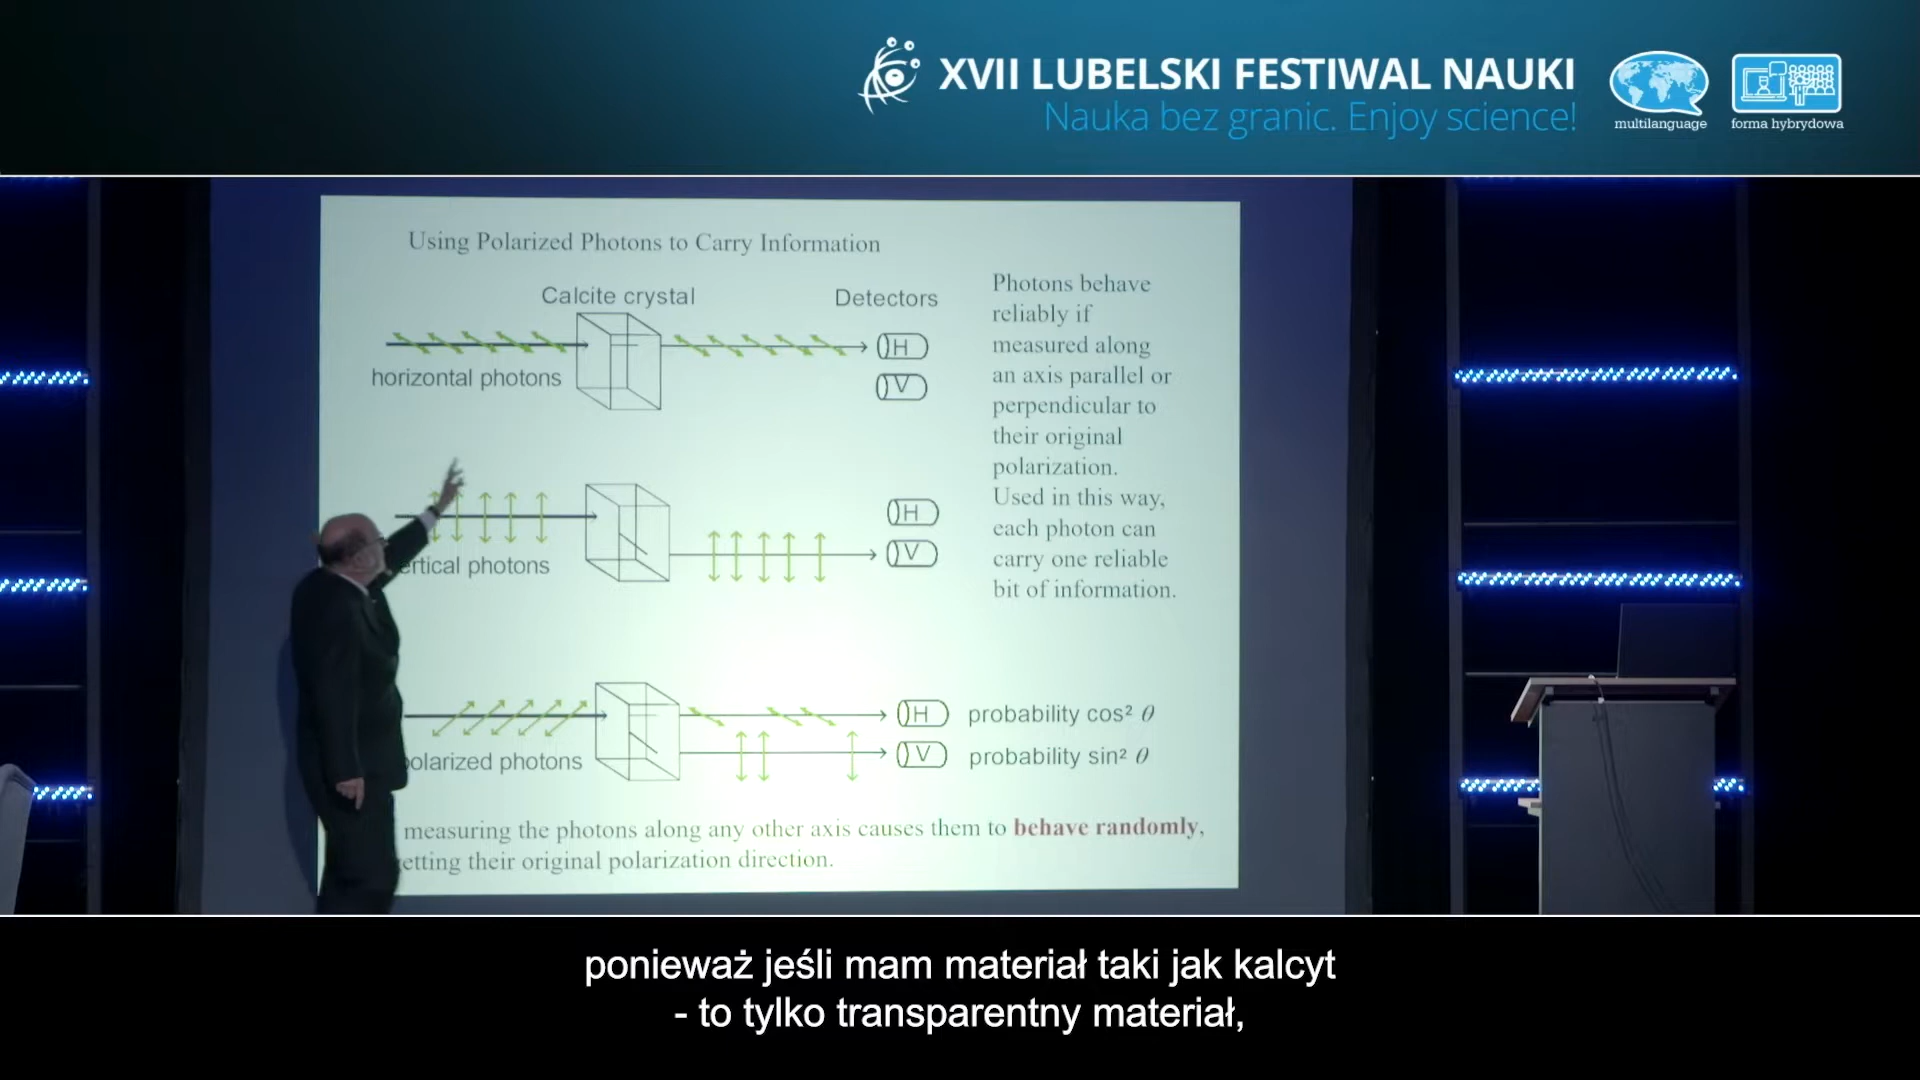 XVII LUBELSKI FESTIWAL NAUKI
Nauka bez granic. Enjoy science!
multilanguage
forma hybrydowa
Using Polarized Photons to Carry Information
Calcite crystal
Detectors
H
V
horizontal photons
Photons behave
reliably if
measured along
an axis parallel or
perpendicular to
their original
polarization.
Used in this way,
each photon can
carry one reliable
bit of information.
H
V
ertical photons
H
probability cos² θ
V
probability sin² θ
olarized photons
measuring the photons along any other axis causes them to behave randomly,
etting their original polarization direction.
ponieważ jeśli mam materiał taki jak kalcyt
- to tylko transparentny materiał,